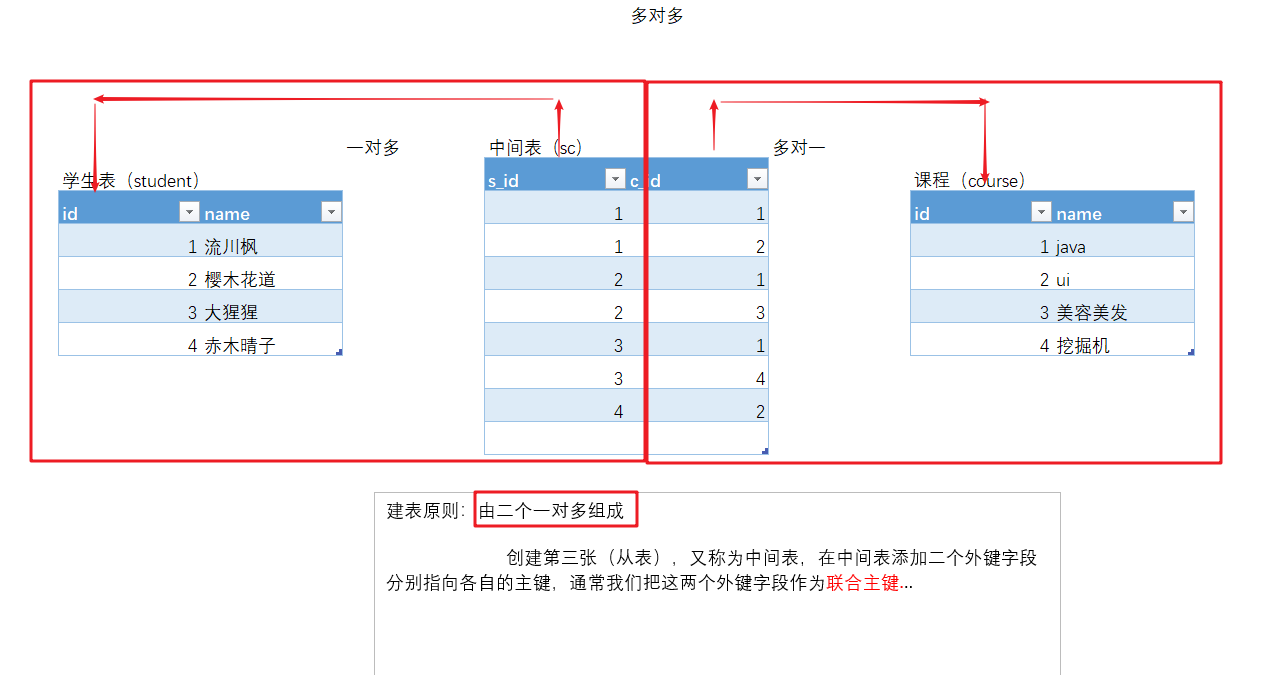 多对多
一对多
中间表（sc）
多对一
学生表（student）
课程（course）
s_id c_id
id name
id name
1 1
1 流川枫
1 2
1 java
2 樱木花道
2 1
2 ui
3 大猩猩
2 3
3 美容美发
4 赤木晴子
3 1
4 挖掘机
3 4
4 2
建表原则：由二个一对多组成
创建第三张（从表），又称为中间表，在中间表添加二个外键字段
分别指向各自的主键，通常我们把这两个外键字段作为联合主键...